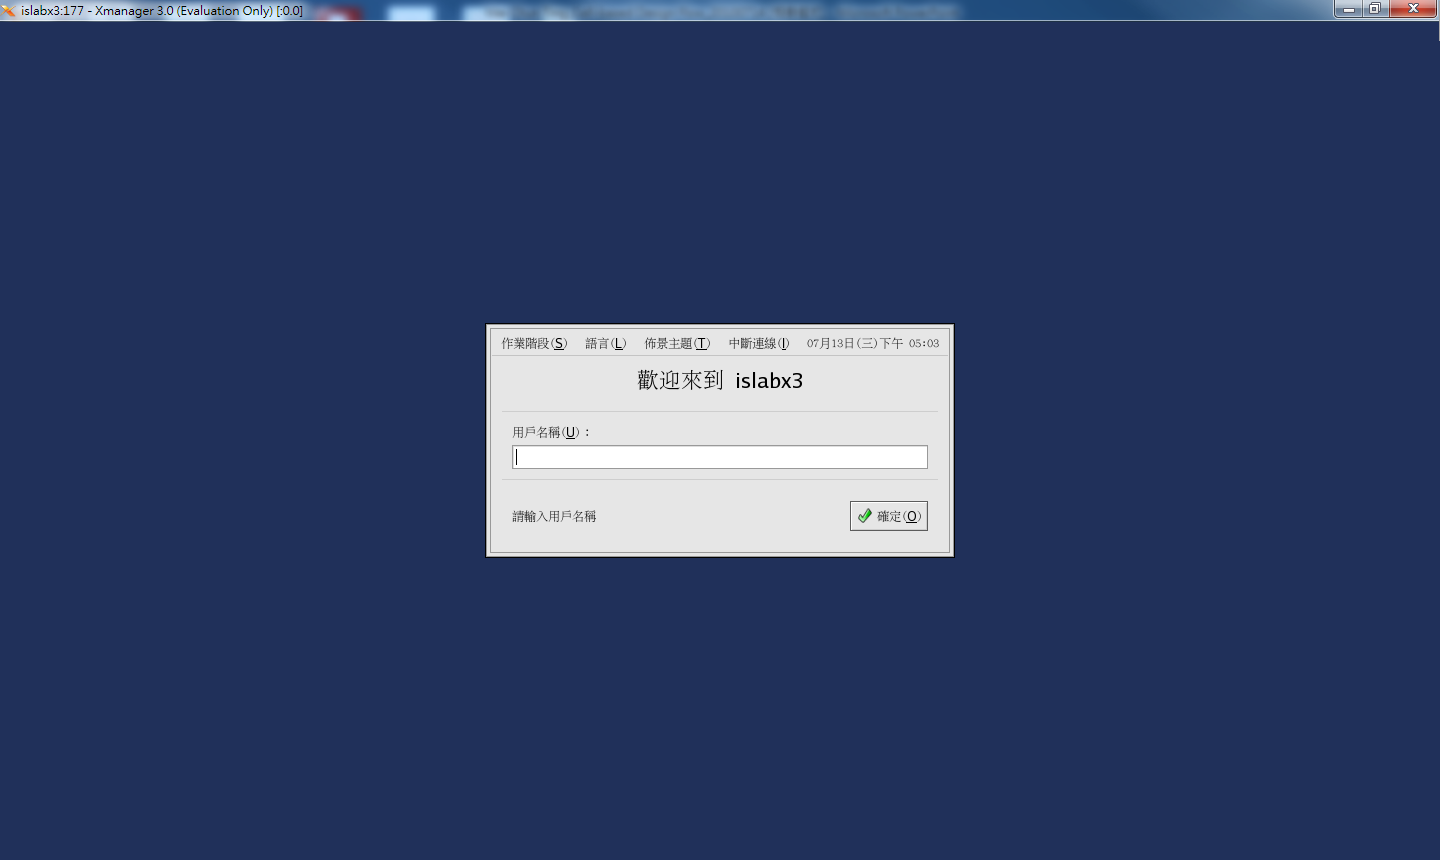 islabx3:177 - Xmanager 3.0 (Evaluation Only) [:0.0]
作業階段(S) 語言(L) 佈景主題(T) 中斷連線(I) 07月13日(三)下午 05:03
歡迎來到 islabx3
用戶名稱(U)：
請輸入用戶名稱 確定(O)